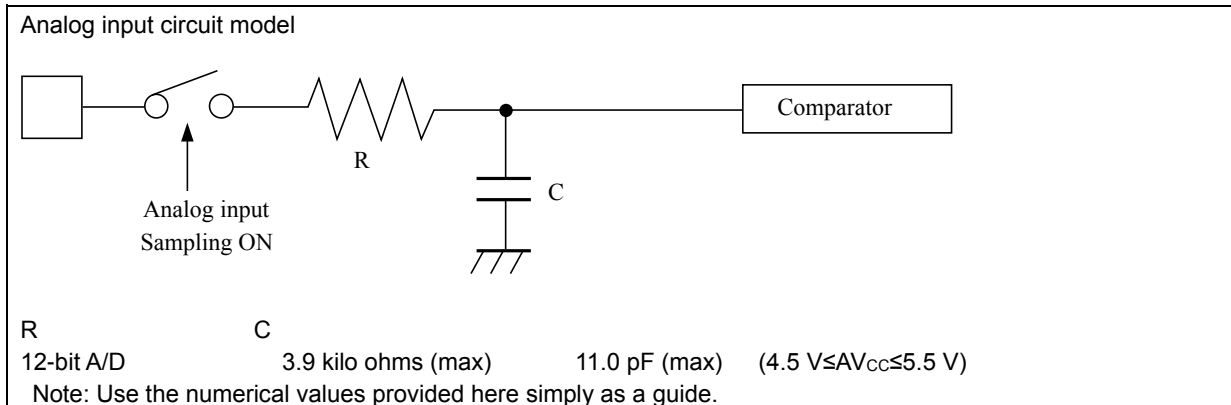 Analog input circuit model
Comparator
R
C
Analog input
Sampling ON
R C
12-bit A/D 3.9 kilo ohms (max) 11.0 pF (max) (4.5 V≤AVCC≤5.5 V)
Note: Use the numerical values provided here simply as a guide.